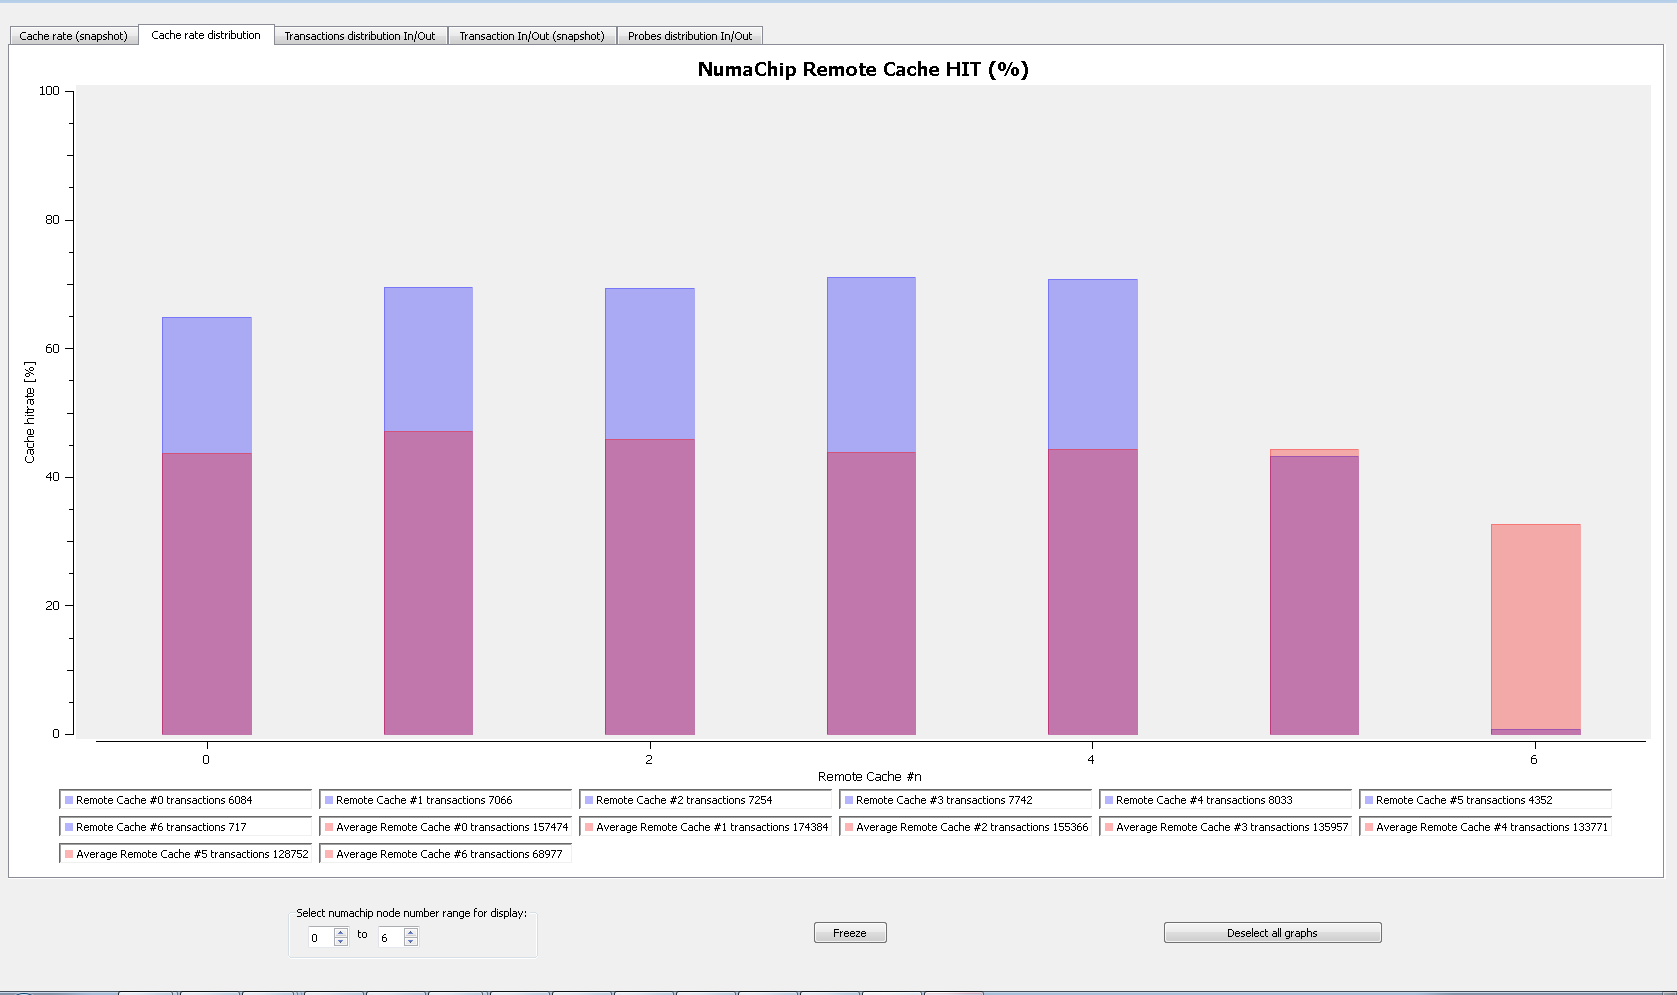 Cache rate (snapshot) Cache rate distribution Transactions distribution In/Out Transaction In/Out (snapshot) Probes distribution In/Out
NumaChip Remote Cache HIT (%)
100
80
60
40
20
0
Cache hitrate [%]
0 2 4 6
Remote Cache #n
Remote Cache #0 transactions 6084 Remote Cache #1 transactions 7066 Remote Cache #2 transactions 7254 Remote Cache #3 transactions 7742 Remote Cache #4 transactions 8033 Remote Cache #5 transactions 4352
Remote Cache #6 transactions 717 Average Remote Cache #0 transactions 157474 Average Remote Cache #1 transactions 174384 Average Remote Cache #2 transactions 155366 Average Remote Cache #3 transactions 135957 Average Remote Cache #4 transactions 133771
Average Remote Cache #5 transactions 128752 Average Remote Cache #6 transactions 68977
Select numachip node number range for display:
0 to 6
Freeze
Deselect all graphs